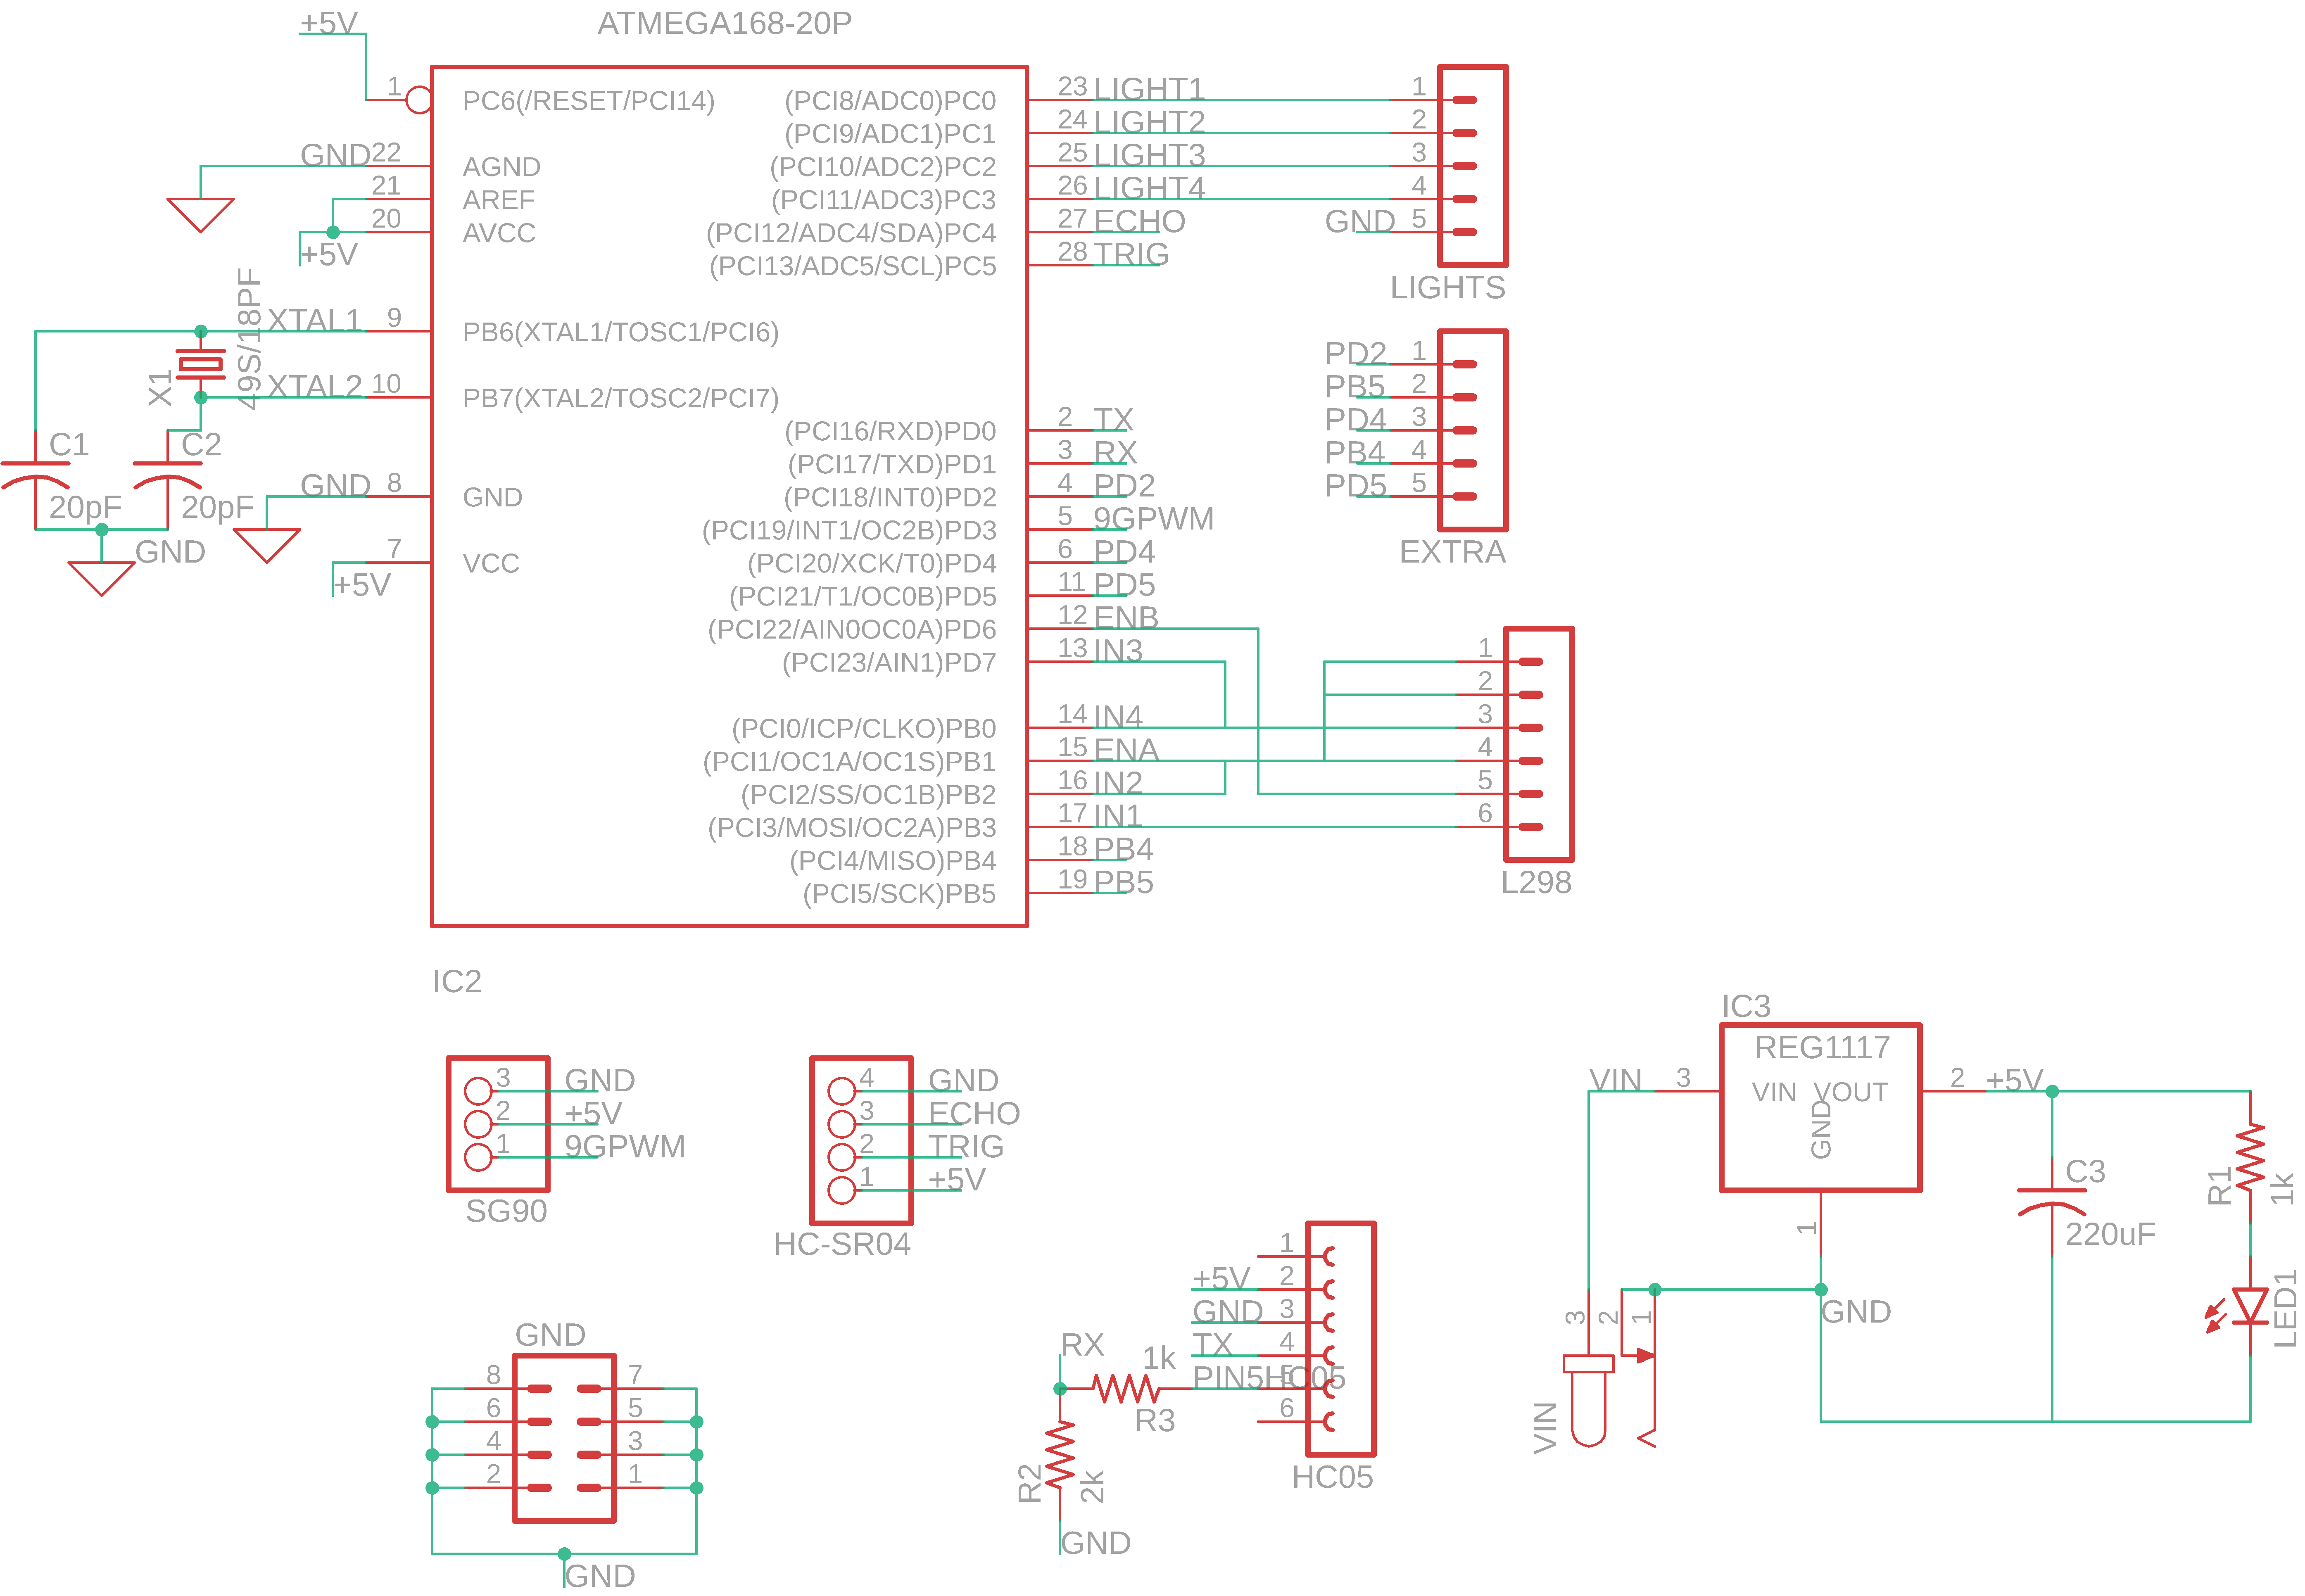 ATMEGA168-20P
+5V
1
PC6(/RESET/PCI14)
GND
22
AGND
21
AREF
20
AVCC
+5V
XTAL1
9
PB6(XTAL1/TOSC1/PCI6)
49S/18PF
X1
XTAL2
10
PB7(XTAL2/TOSC2/PCI7)
C1
20pF
C2
20pF
GND
GND
8
GND
7
VCC
+5V
(PCI8/ADC0)PC0 23 LIGHT1
(PCI9/ADC1)PC1 24 LIGHT2
(PCI10/ADC2)PC2 25 LIGHT3
(PCI11/ADC3)PC3 26 LIGHT4
(PCI12/ADC4/SDA)PC4 27 ECHO
(PCI13/ADC5/SCL)PC5 28 TRIG
(PCI16/RXD)PD0 2 TX
(PCI17/TXD)PD1 3 RX
(PCI18/INT0)PD2 4 PD2
(PCI19/INT1/OC2B)PD3 5 9GPWM
(PCI20/XCK/T0)PD4 6 PD4
(PCI21/T1/OC0B)PD5 11 PD5
(PCI22/AIN0OC0A)PD6 12 ENB
(PCI23/AIN1)PD7 13 IN3
(PCI0/ICP/CLKO)PB0 14 IN4
(PCI1/OC1A/OC1S)PB1 15 ENA
(PCI2/SS/OC1B)PB2 16 IN2
(PCI3/MOSI/OC2A)PB3 17 IN1
(PCI4/MISO)PB4 18 PB4
(PCI5/SCK)PB5 19 PB5
IC2
1
2
3
4
GND 5
LIGHTS
PD2 1
PB5 2
PD4 3
PB4 4
PD5 5
EXTRA
1
2
3
4
5
6
L298
3 GND
2 +5V
1 9GPWM
SG90
4 GND
3 ECHO
2 TRIG
1 +5V
HC-SR04
GND
8 7
6 5
4 3
2 1
GND
1
+5V 2
GND 3
TX 4
PIN5HC05 5
6
HC05
RX
1k
R3
R2
2k
GND
IC3
REG1117
VIN 3
VIN VOUT
GND
2 +5V
1
GND
3 2 1
VIN
C3
220uF
R1
1k
LED1